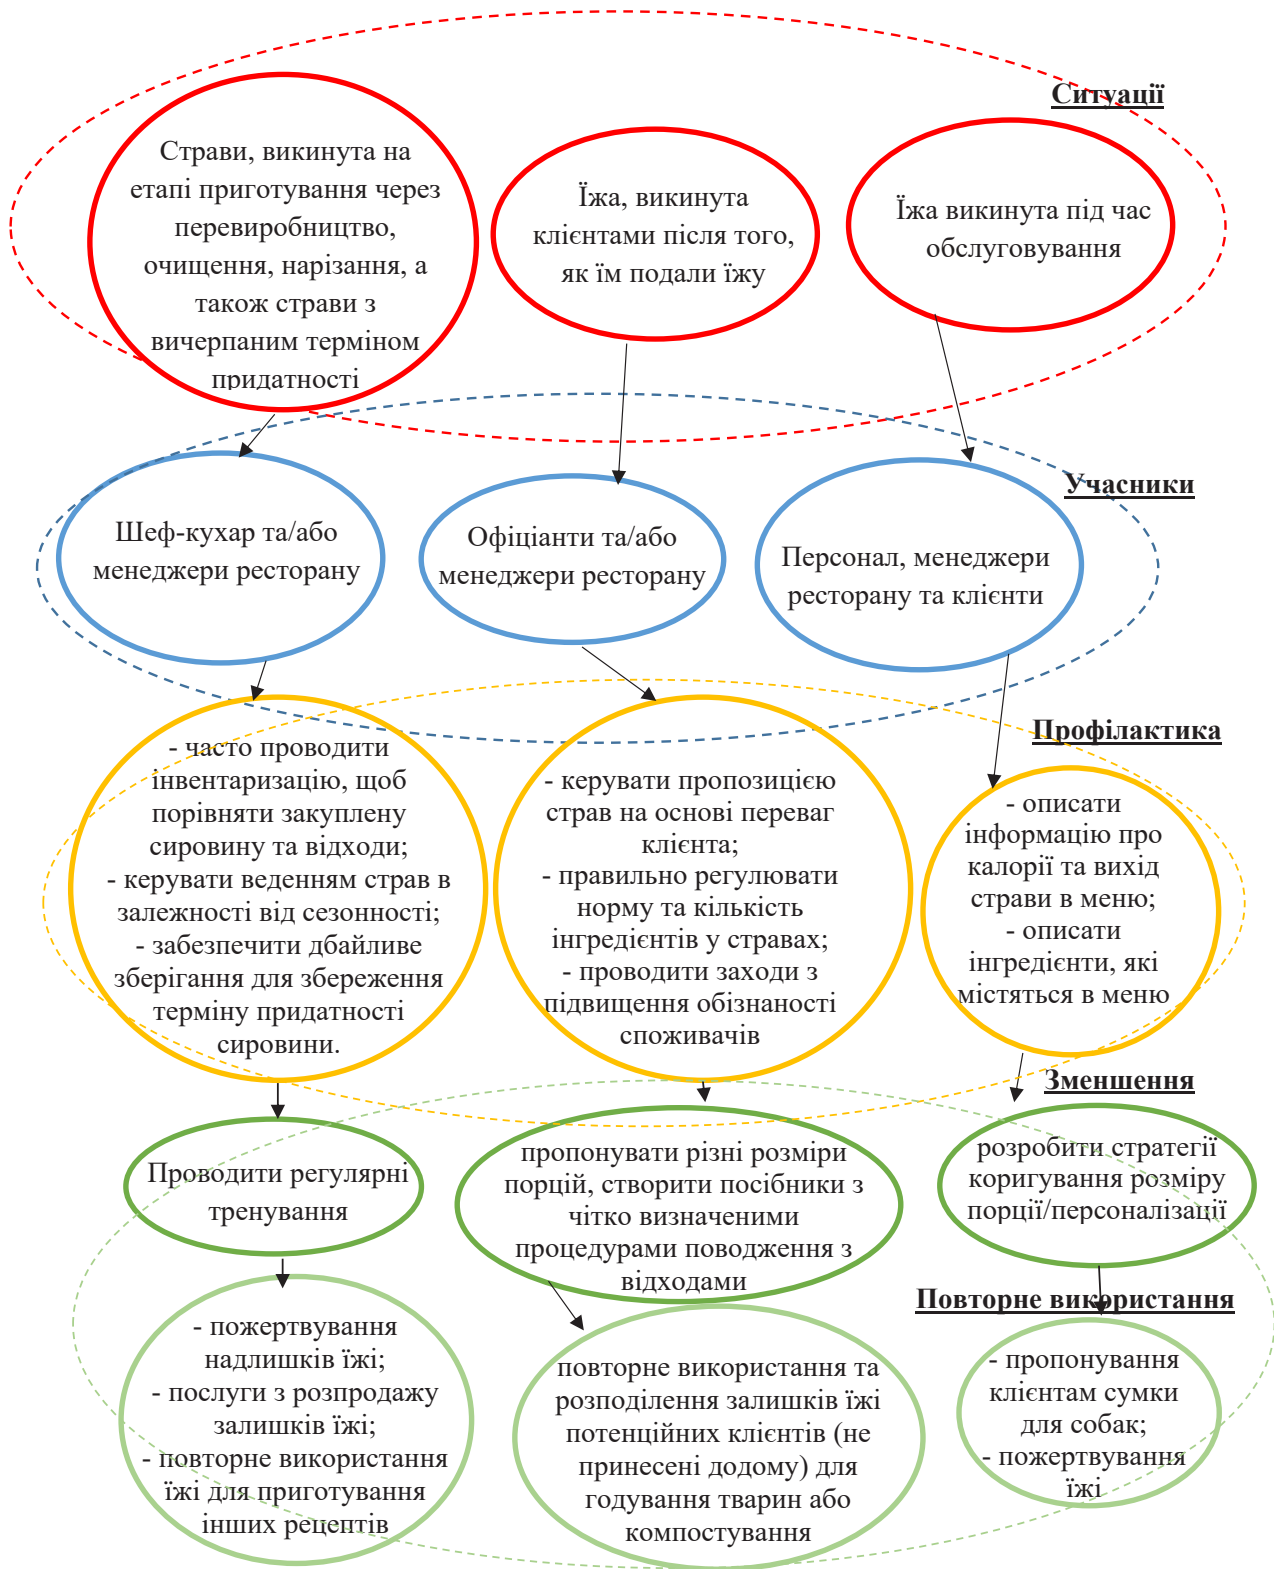 Ситуації
Страви, викинута на
етапі приготування через
перевиробництво,
очищення, нарізання, а
також страви з
вичерпаним терміном
придатності
Їжа, викинута
клієнтами після того,
як їм подали їжу
Їжа викинута під час
обслуговування
Учасники
Шеф-кухар та/або
менеджери ресторану
Офіціанти та/або
менеджери ресторану
Персонал, менеджери
ресторану та клієнти
Профілактика
- часто проводити
інвентаризацію, щоб
порівняти закуплену
сировину та відходи;
- керувати веденням страв в
залежності від сезонності;
- забезпечити дбайливе
зберігання для збереження
терміну придатності
сировини.
- керувати пропозицією
страв на основі переваг
клієнта;
- правильно регулювати
норму та кількість
інгредієнтів у стравах;
- проводити заходи з
підвищення обізнаності
споживачів
- описати
інформацію про
калорії та вихід
страви в меню;
- описати
інгредієнти, які
містяться в меню
Зменшення
Проводити регулярні
тренування
пропонувати різні розміри
порцій, створити посібники з
чітко визначеними
процедурами поводження з
відходами
розробити стратегії
коригування розміру
порції/персоналізації
Повторне використання
- пожертвування
надлишків їжі;
- послуги з розпродажу
залишків їжі;
- повторне використання
їжі для приготування
інших рецептів
повторне використання та
розподілення залишків їжі
потенційних клієнтів (не
принесені додому) для
годування тварин або
компостування
- пропонування
клієнтам сумки
для собак;
- пожертвування
їжі